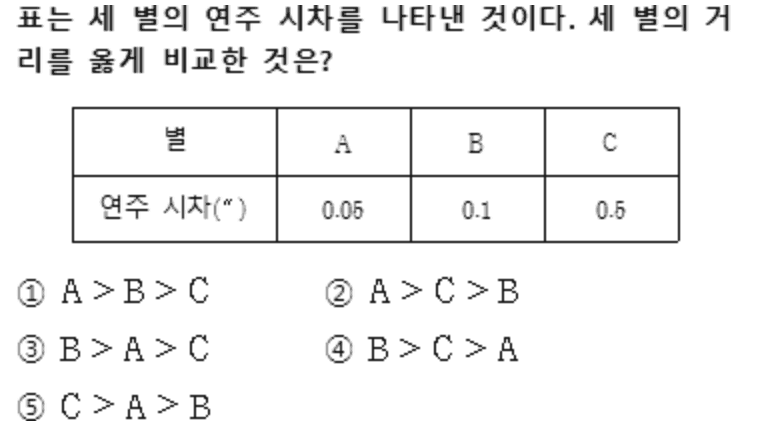 표는 세 별의 연주 시차를 나타낸 것이다. 세 별의 거
리를 옳게 비교한 것은?
별 A B C
연주 시차(″) 0.05 0.1 0.5
① A > B > C ② A > C > B
③ B > A > C ④ B > C > A
⑤ C > A > B